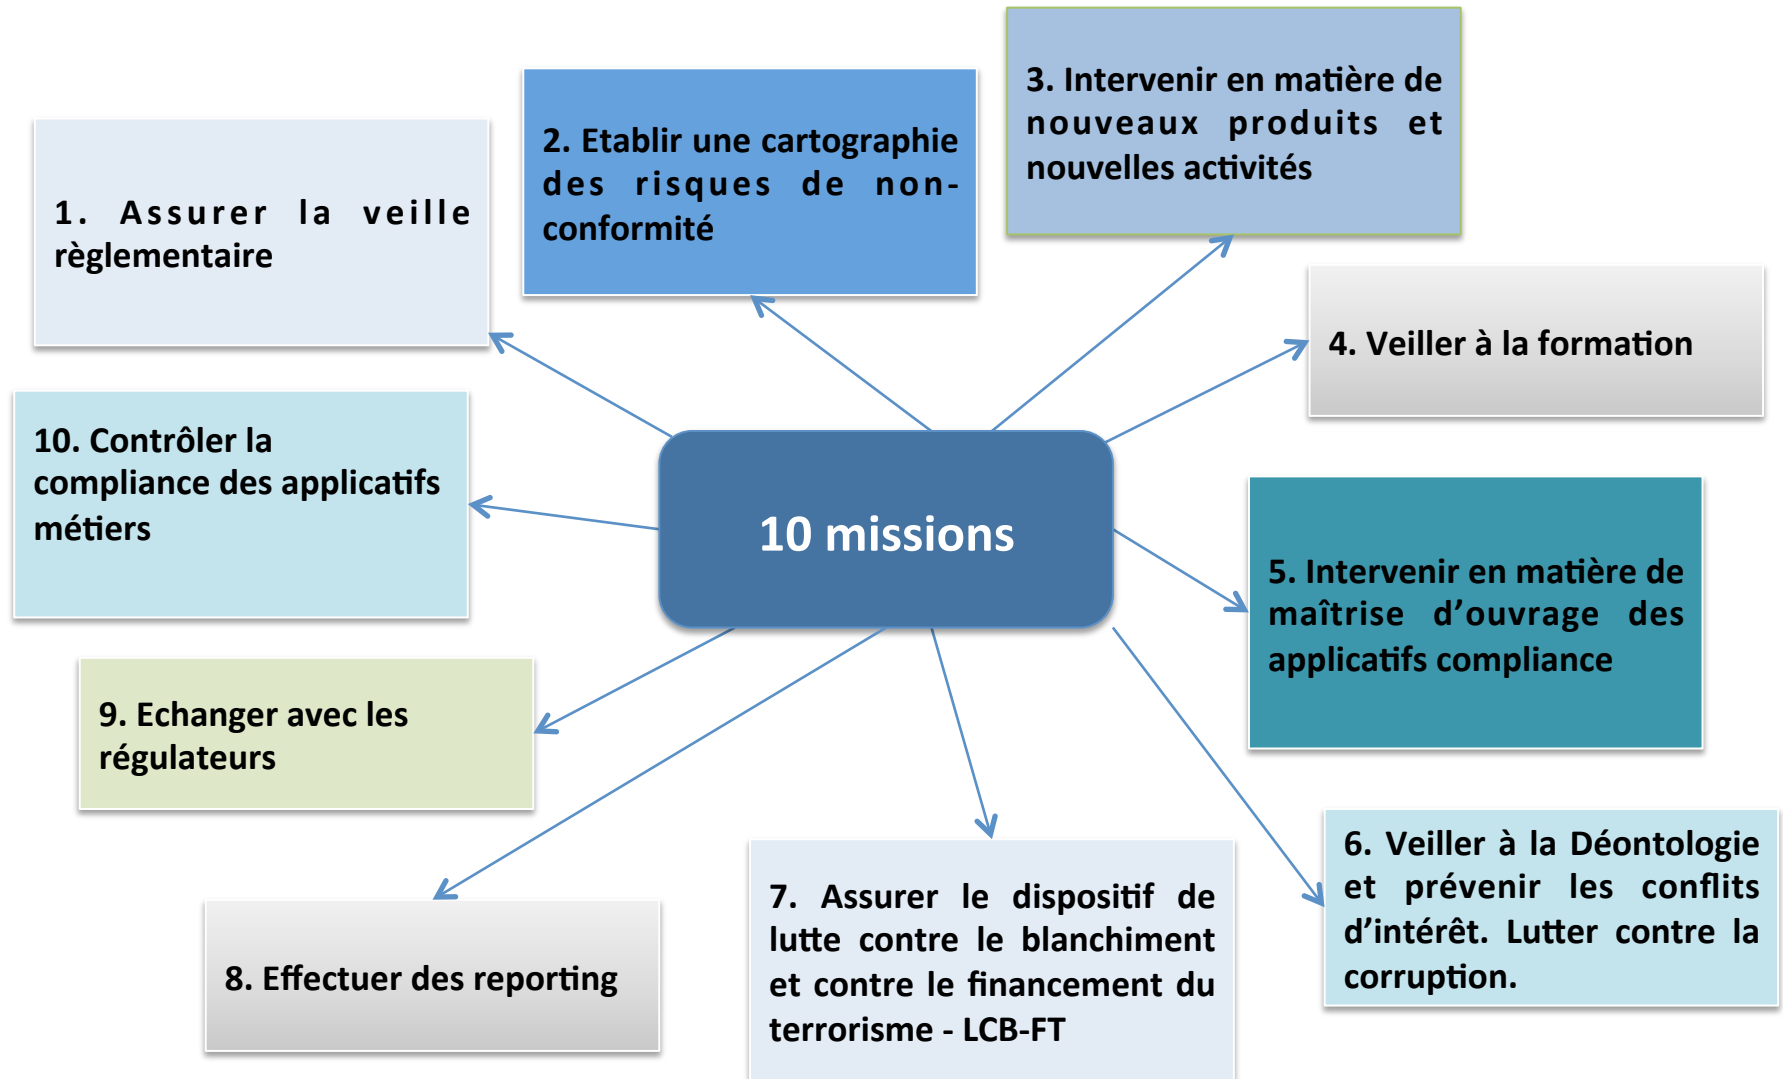 1. Assurer la veille
règlementaire
2. Etablir une cartographie
des risques de non-
conformité
3. Intervenir en matière de
nouveaux produits et
nouvelles activités
4. Veiller à la formation
10 missions
5. Intervenir en matière de
maîtrise d’ouvrage des
applicatifs compliance
6. Veiller à la Déontologie
et prévenir les conflits
d’intérêt. Lutter contre la
corruption.
7. Assurer le dispositif de
lutte contre le blanchiment
et contre le financement du
terrorisme - LCB-FT
8. Effectuer des reporting
9. Echanger avec les
régulateurs
10. Contrôler la
compliance des applicatifs
métiers